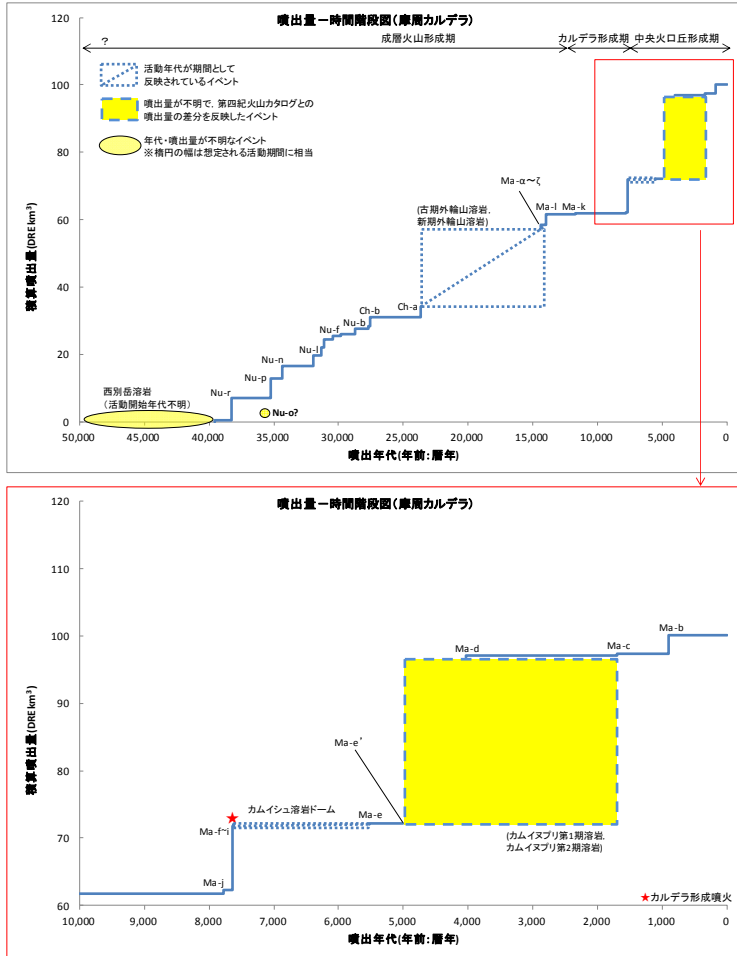 噴出量－時間階段図（摩周カルデラ）
?
成層火山形成期
カルデラ形成期
中央火口丘形成期
活動年代が期間として
反映されているイベント
噴出量が不明で、第四紀火山カタログとの
噴出量の差分を反映したイベント
年代・噴出量が不明なイベント
※楕円の幅は想定される活動期間に相当
積算噴出量(DRE km³)
120
100
80
60
40
20
0
(古期外輪山溶岩、
新期外輪山溶岩)
Ma-α～ζ
Ma-l
Ma-k
Ch-b
Ch-a
Nu-f
Nu-b
Nu-l
Nu-n
Nu-p
Nu-r
Nu-o?
西別岳溶岩
（活動開始年代不明）
50,000
45,000
40,000
35,000
30,000
25,000
20,000
15,000
10,000
5,000
0
噴出年代(年前：暦年)
噴出量－時間階段図（摩周カルデラ）
積算噴出量(DRE km³)
120
110
100
90
80
70
60
Ma-b
Ma-c
Ma-d
Ma-e'
カムイシュ溶岩ドーム
Ma-e
Ma-f~i
Ma-j
(カムイヌプリ第1期溶岩、
カムイヌプリ第2期溶岩)
★カルデラ形成噴火
10,000
9,000
8,000
7,000
6,000
5,000
4,000
3,000
2,000
1,000
0
噴出年代(年前：暦年)